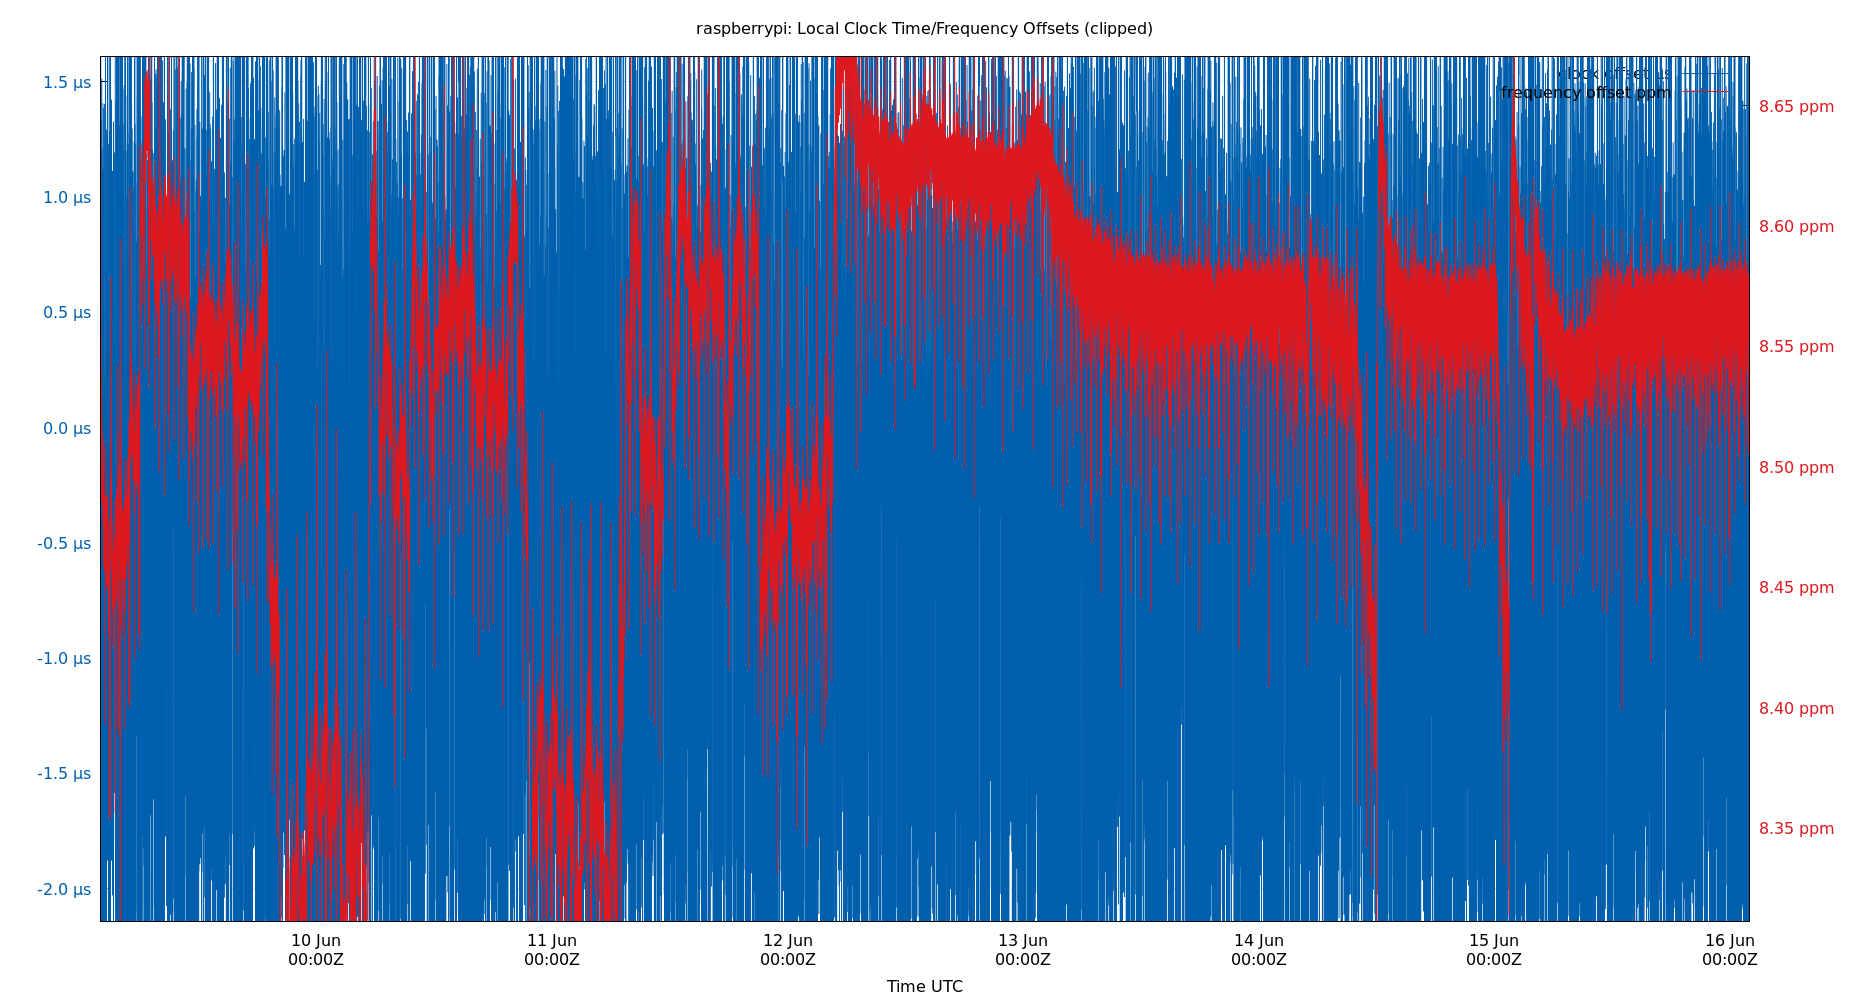 raspberrypi: Local Clock Time/Frequency Offsets (clipped)
clock offset µs
frequency offset ppm
1.5 µs
1.0 µs
0.5 µs
0.0 µs
-0.5 µs
-1.0 µs
-1.5 µs
-2.0 µs
8.65 ppm
8.60 ppm
8.55 ppm
8.50 ppm
8.45 ppm
8.40 ppm
8.35 ppm
10 Jun
00:00Z
11 Jun
00:00Z
12 Jun
00:00Z
13 Jun
00:00Z
14 Jun
00:00Z
15 Jun
00:00Z
16 Jun
00:00Z
Time UTC